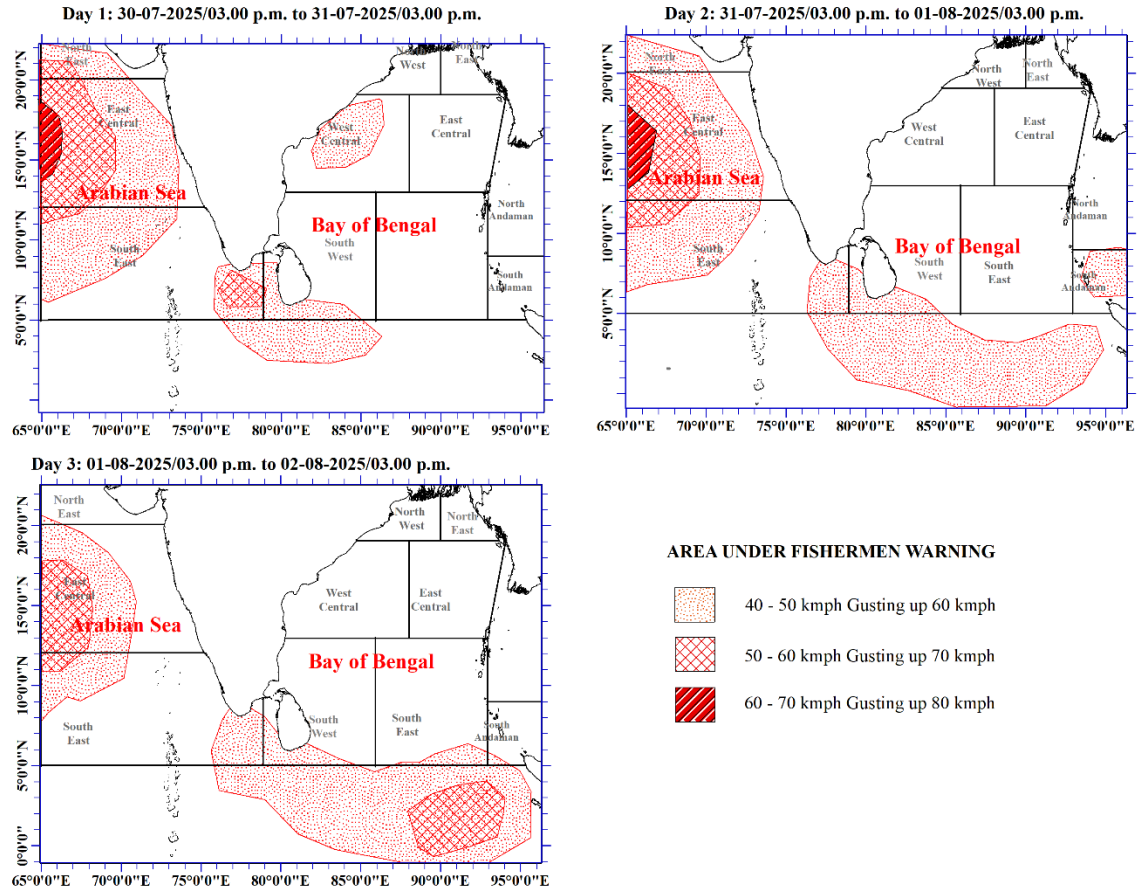 Day 1: 30-07-2025/03.00 p.m. to 31-07-2025/03.00 p.m.
North East
North West
North East
East Central
West Central
East Central
Arabian Sea
North Andaman
Bay of Bengal
South East
South West
South Andaman
20°0'0"N
15°0'0"N
10°0'0"N
5°0'0"N
65°0'0"E 70°0'0"E 75°0'0"E 80°0'0"E 85°0'0"E 90°0'0"E 95°0'0"E
Day 2: 31-07-2025/03.00 p.m. to 01-08-2025/03.00 p.m.
North East
North West
North East
East Central
West Central
East Central
Arabian Sea
North Andaman
Bay of Bengal
South East
South West
South East
South Andaman
20°0'0"N
15°0'0"N
10°0'0"N
5°0'0"N
65°0'0"E 70°0'0"E 75°0'0"E 80°0'0"E 85°0'0"E 90°0'0"E 95°0'0"E
Day 3: 01-08-2025/03.00 p.m. to 02-08-2025/03.00 p.m.
North East
North West
North East
East Central
West Central
East Central
Arabian Sea
Bay of Bengal
South East
South West
South East
South Andaman
20°0'0"N
15°0'0"N
10°0'0"N
5°0'0"N
0°0'0"N
65°0'0"E 70°0'0"E 75°0'0"E 80°0'0"E 85°0'0"E 90°0'0"E 95°0'0"E
AREA UNDER FISHERMEN WARNING
40 - 50 kmph Gusting up 60 kmph
50 - 60 kmph Gusting up 70 kmph
60 - 70 kmph Gusting up 80 kmph